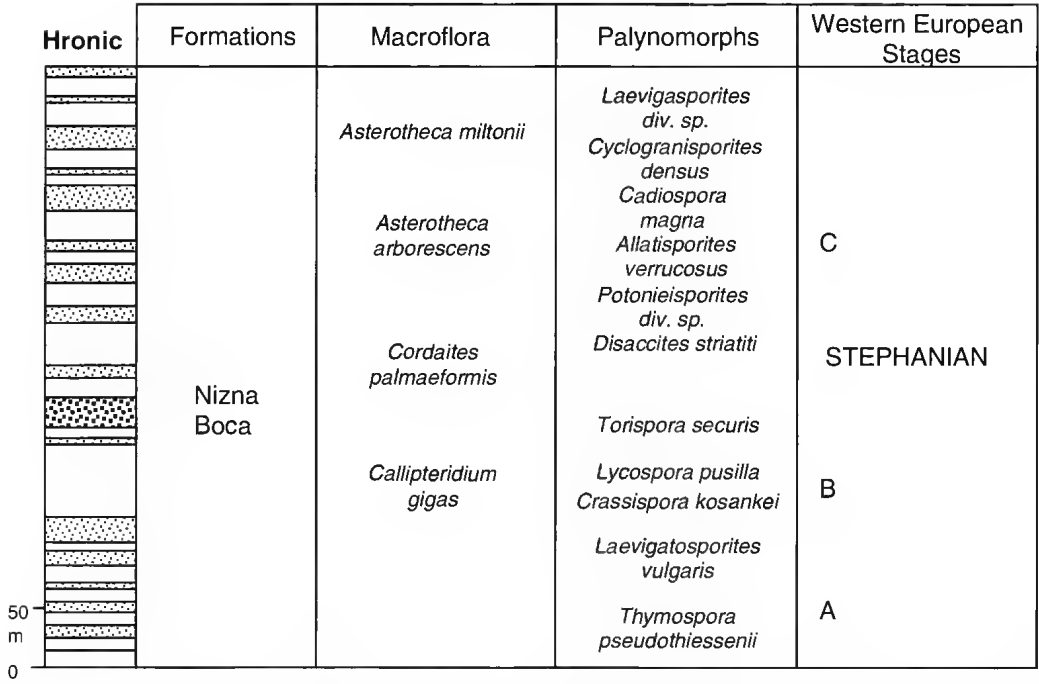 Hronic
Formations
Macroflora
Palynomorphs
Western European
Stages
Laevigasporites
div. sp.
Asterotheca miltonii
Cyclogranisporites
densus
Cadiospora
magna
Asterotheca
arborescens
Allatisporites
verrucosus
C
Potonieisporites
div. sp.
Disaccites striatiti
Cordaites
palmaeformis
STEPHANIAN
Nizna
Boca
Torispora securis
Callipteridium
gigas
Lycospora pusilla
Crassispora kosankei
B
Laevigatosporites
vulgaris
Thymospora
pseudothiessenii
A
50
m
0